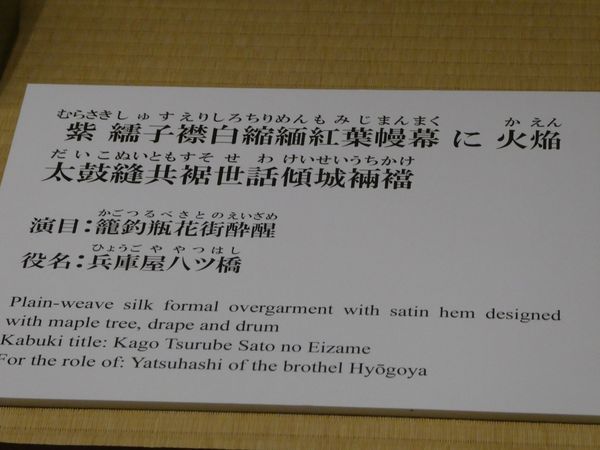 むらさきしゅすえりしろちりめんもみじまんまく かえん
紫繻子襟白縮緬紅葉幔幕に火焔
だいこぬいともすそせわけいせいうちかけ
太鼓縫共裾世話傾城裲襠
かごつるべさとのえいざめ
演目：籠釣瓶花街酔醒
ひょうごややつはし
役名：兵庫屋八ツ橋
Plain-weave silk formal overgarment with satin hem designed
with maple tree, drape and drum
Kabuki title: Kago Tsurube Sato no Eizame
For the role of: Yatsuhashi of the brothel Hyōgoya